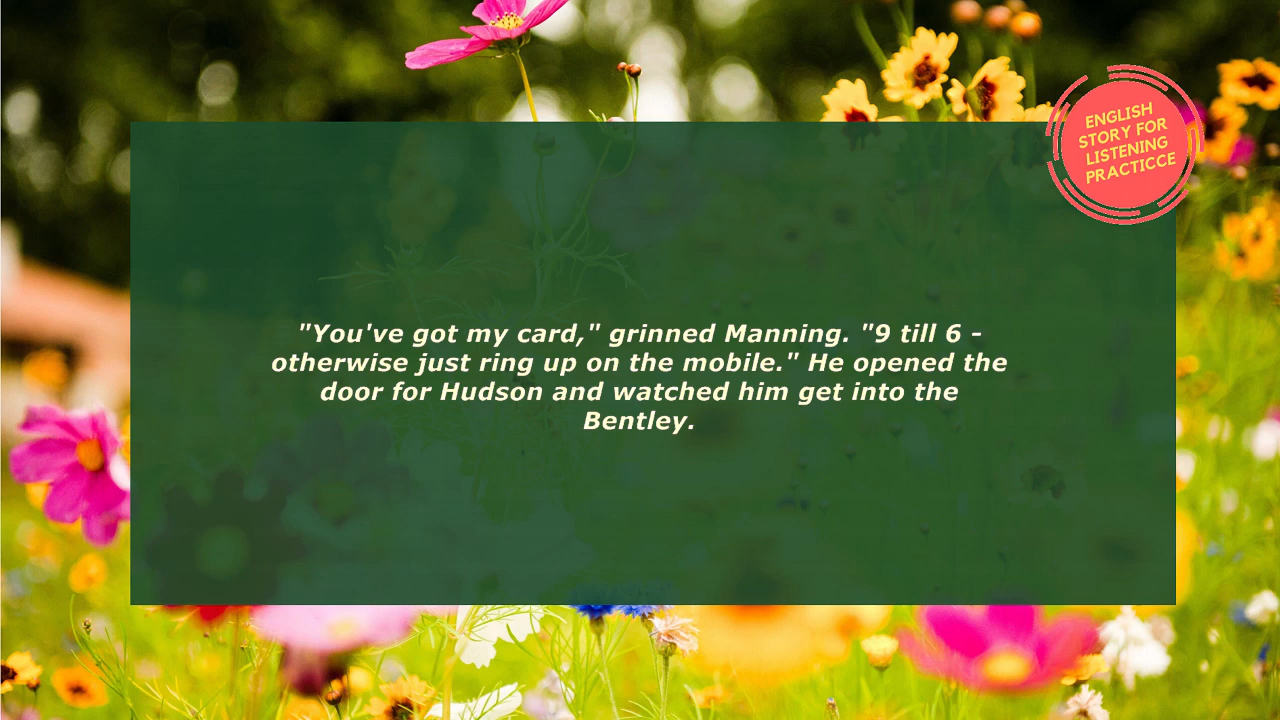 ENGLISH
STORY FOR
LISTENING
PRACTICCE
"You've got my card," grinned Manning. "9 till 6 -
otherwise just ring up on the mobile." He opened the
door for Hudson and watched him get into the
Bentley.